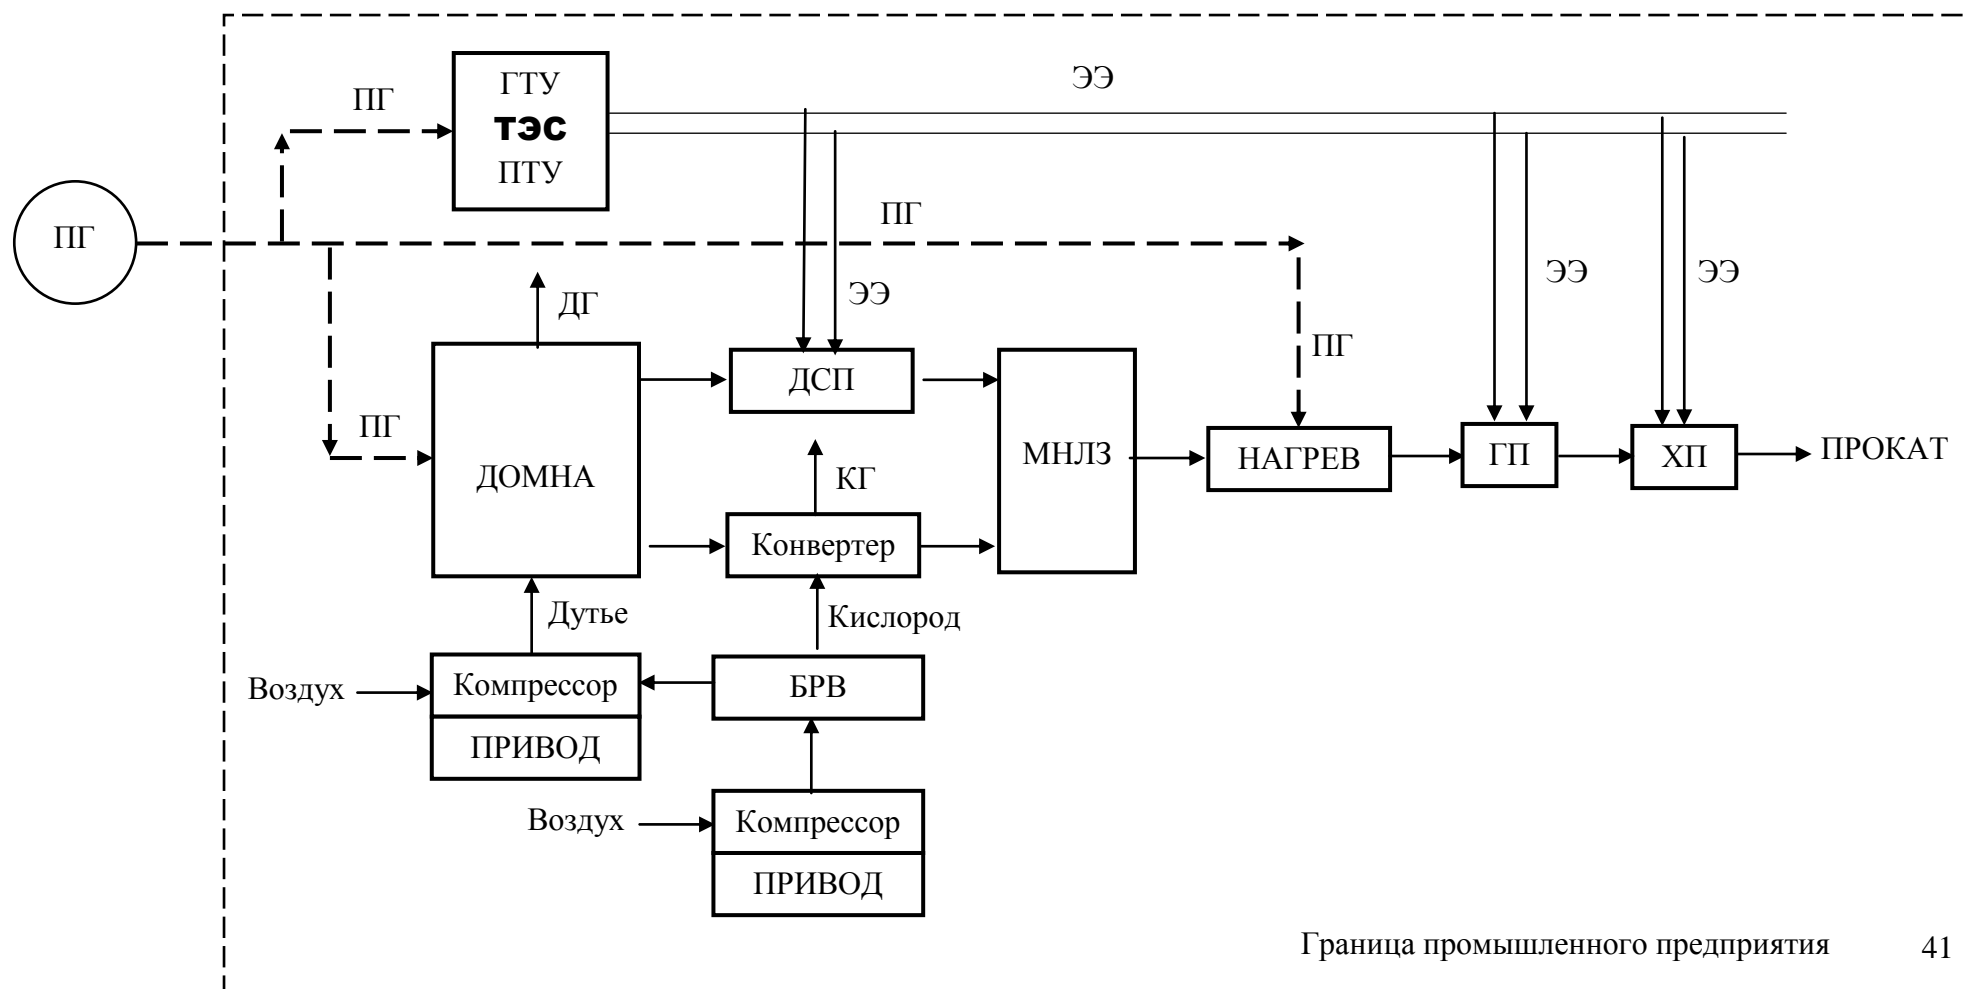 ГТУ
ТЭС
ПТУ
ЭЭ
ПГ
ПГ
ПГ
ДГ
ЭЭ
ЭЭ
ЭЭ
ПГ
ПГ
ДОМНА
ДСП
КГ
Конвертер
МНЛЗ
НАГРЕВ
ГП
ХП
ПРОКАТ
Дутье
Кислород
Воздух
Компрессор
ПРИВОД
БРВ
Воздух
Компрессор
ПРИВОД
Граница промышленного предприятия
41